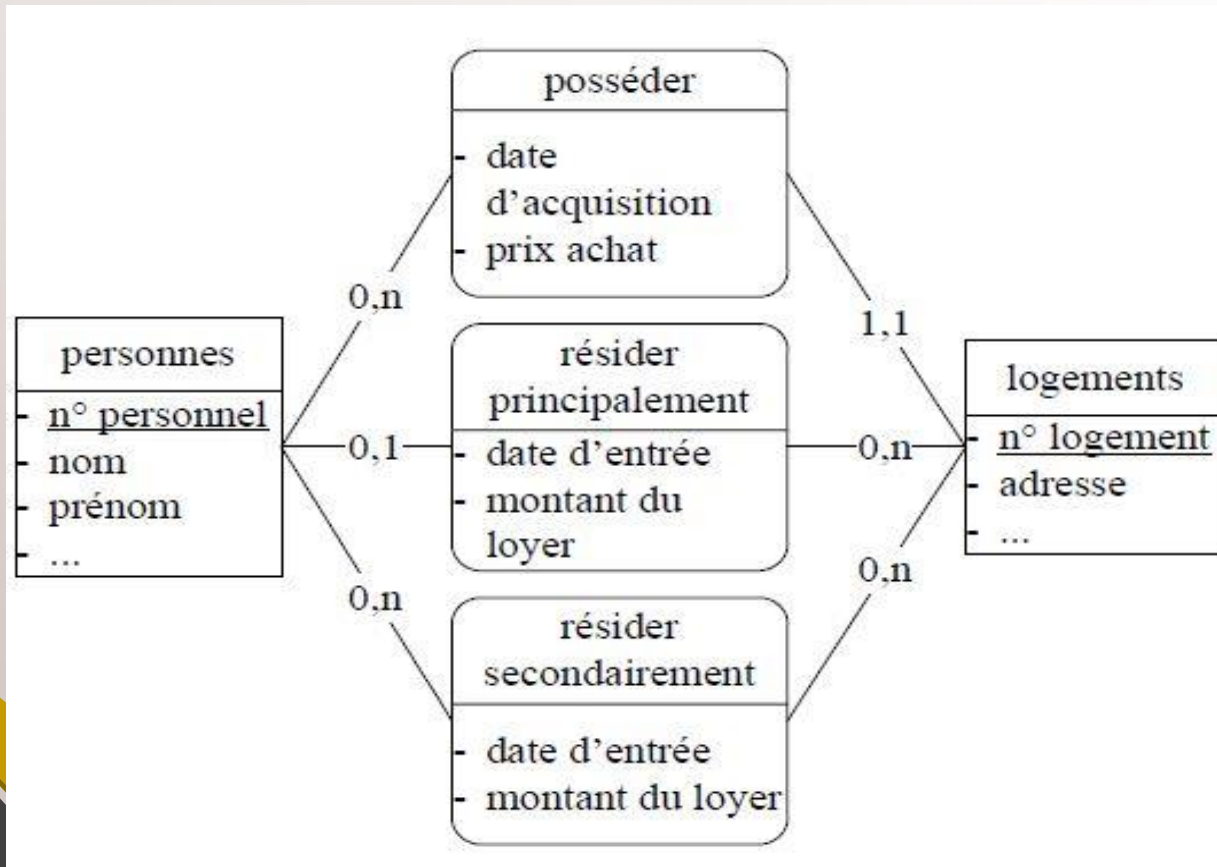 posséder
- date
d'acquisition
- prix achat
0,n
1,1
personnes
- n° personnel
- nom
- prénom
- ...
0,1
résider
principalement
- date d'entrée
- montant du
loyer
0,n
logements
- n° logement
- adresse
- ...
0,n
résider
secondairement
- date d'entrée
- montant du loyer
0,n